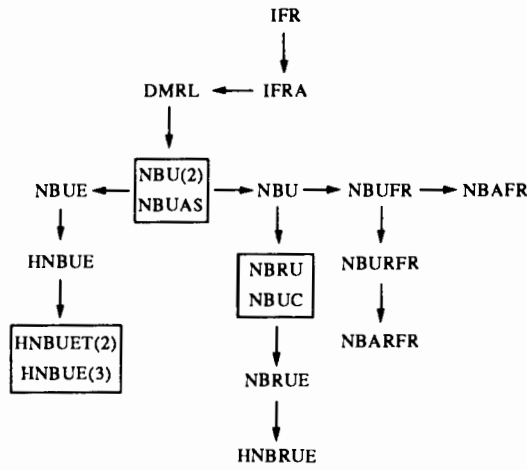 IFR
DMRL IFRA
NBUE NBU(2) NBU NBUFR NBAFR
NBUAS
HNBUE NBRU NBURFR
NBUC
HNBUET(2) NBARFR
HNBUE(3)
NBRUE
HNBRUE